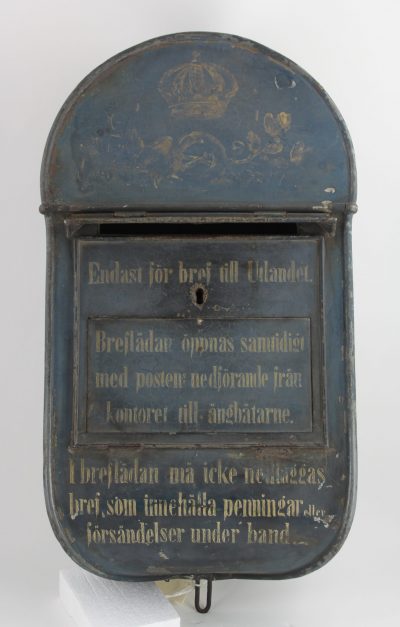 Endast för bref till Utlandet.
Breflådan öppnas samtidigt
med postens nedförande från
kontoret till ångbåtarne.
I breflådan må icke nedläggas
bref, som innehålla penningar eller
försändelser under band.